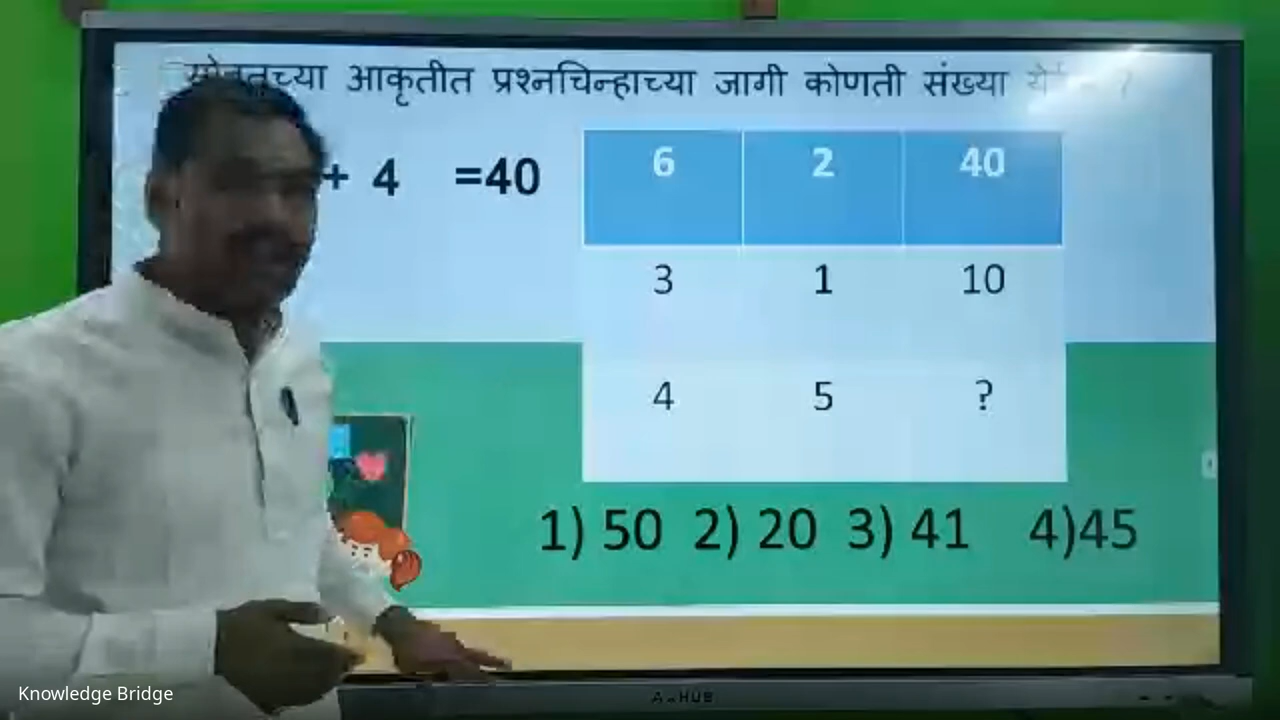 आकृतीत प्रश्नचिन्हाच्या जागी कोणती संख्या ?
+ 4 =40
6 2 40
3 1 10
4 5 ?
1) 50 2) 20 3) 41 4)45
Knowledge Bridge